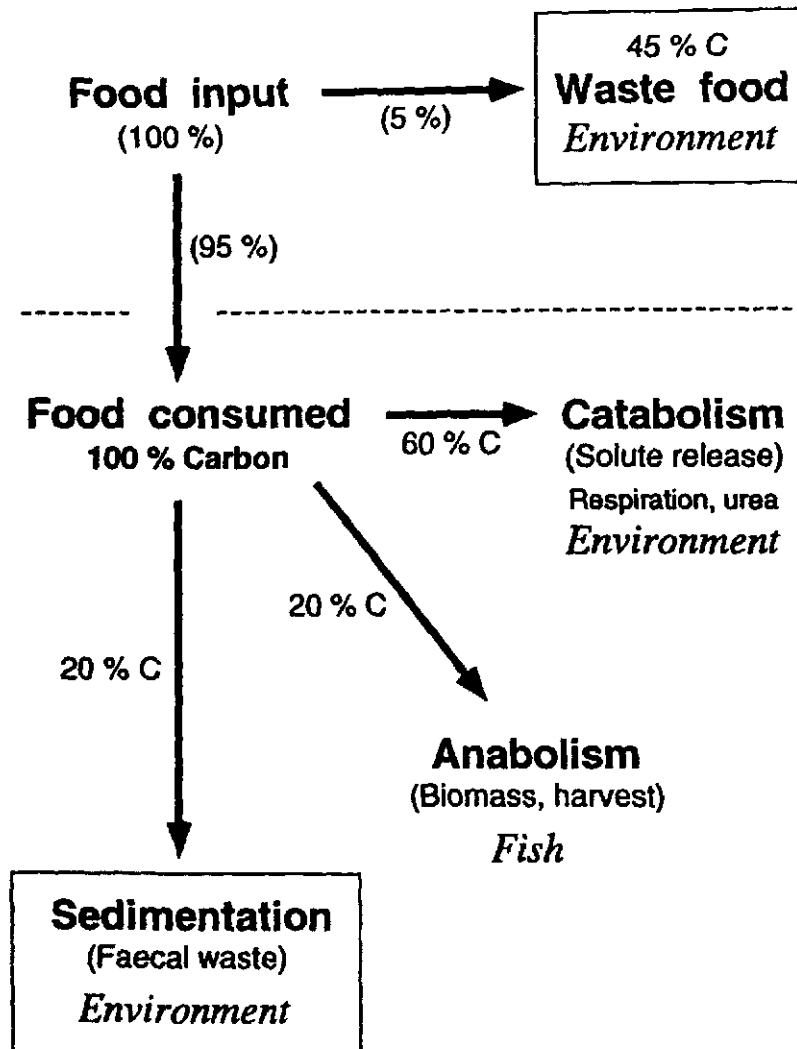 45 % C
Food input
Waste food
(100 %)
(5 %)
Environment
(95 %)
Food consumed
100 % Carbon
60 % C
Catabolism
(Solute release)
Respiration, urea
Environment
20 % C
20 % C
Anabolism
(Biomass, harvest)
Fish
Sedimentation
(Faecal waste)
Environment